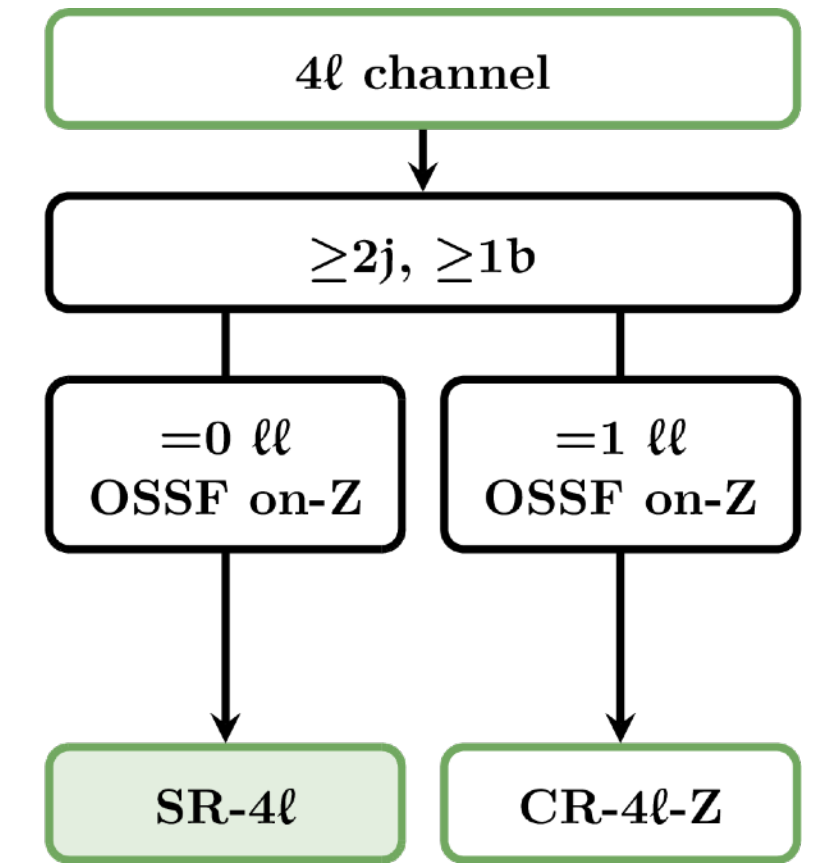 4ℓ channel
≥2j, ≥1b
=0 ℓℓ
OSSF on-Z
=1 ℓℓ
OSSF on-Z
SR-4ℓ
CR-4ℓ-Z